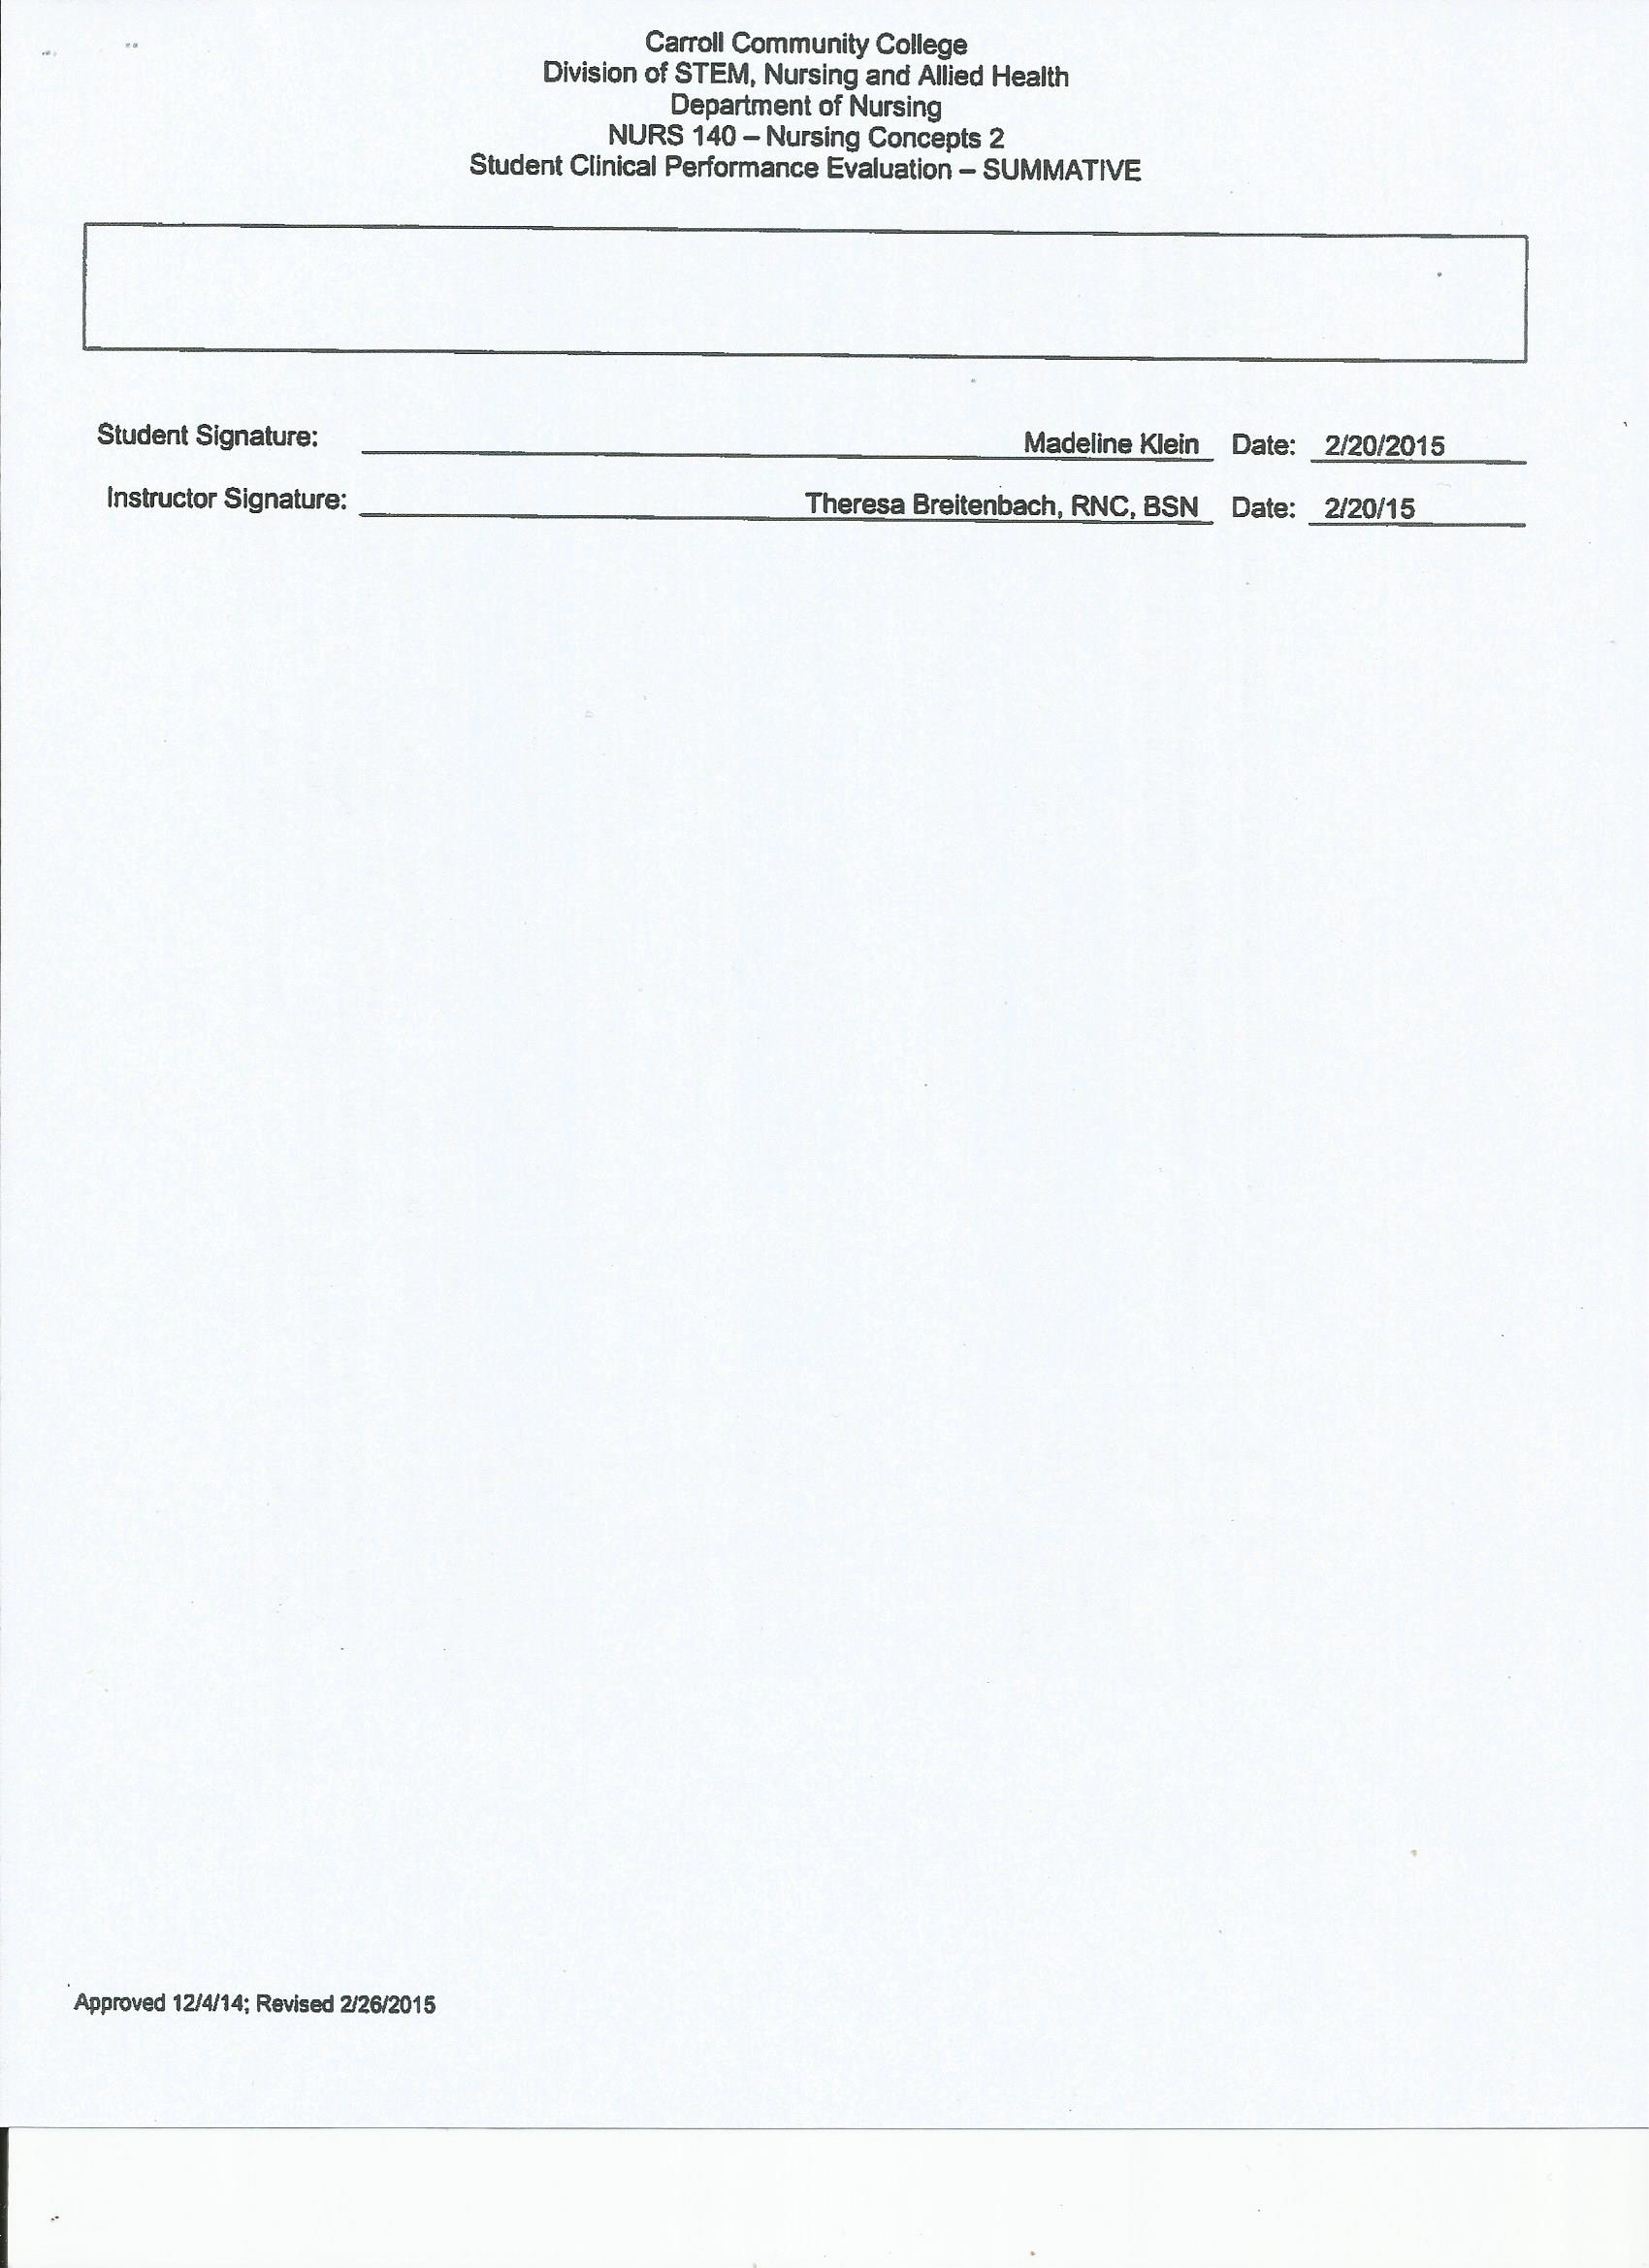 Carroll Community College
Division of STEM, Nursing and Allied Health
Department of Nursing
NURS 140 – Nursing Concepts 2
Student Clinical Performance Evaluation – SUMMATIVE
Student Signature: Madeline Klein Date: 2/20/2015
Instructor Signature: Theresa Breitenbach, RNC, BSN Date: 2/20/15
Approved 12/4/14; Revised 2/26/2015